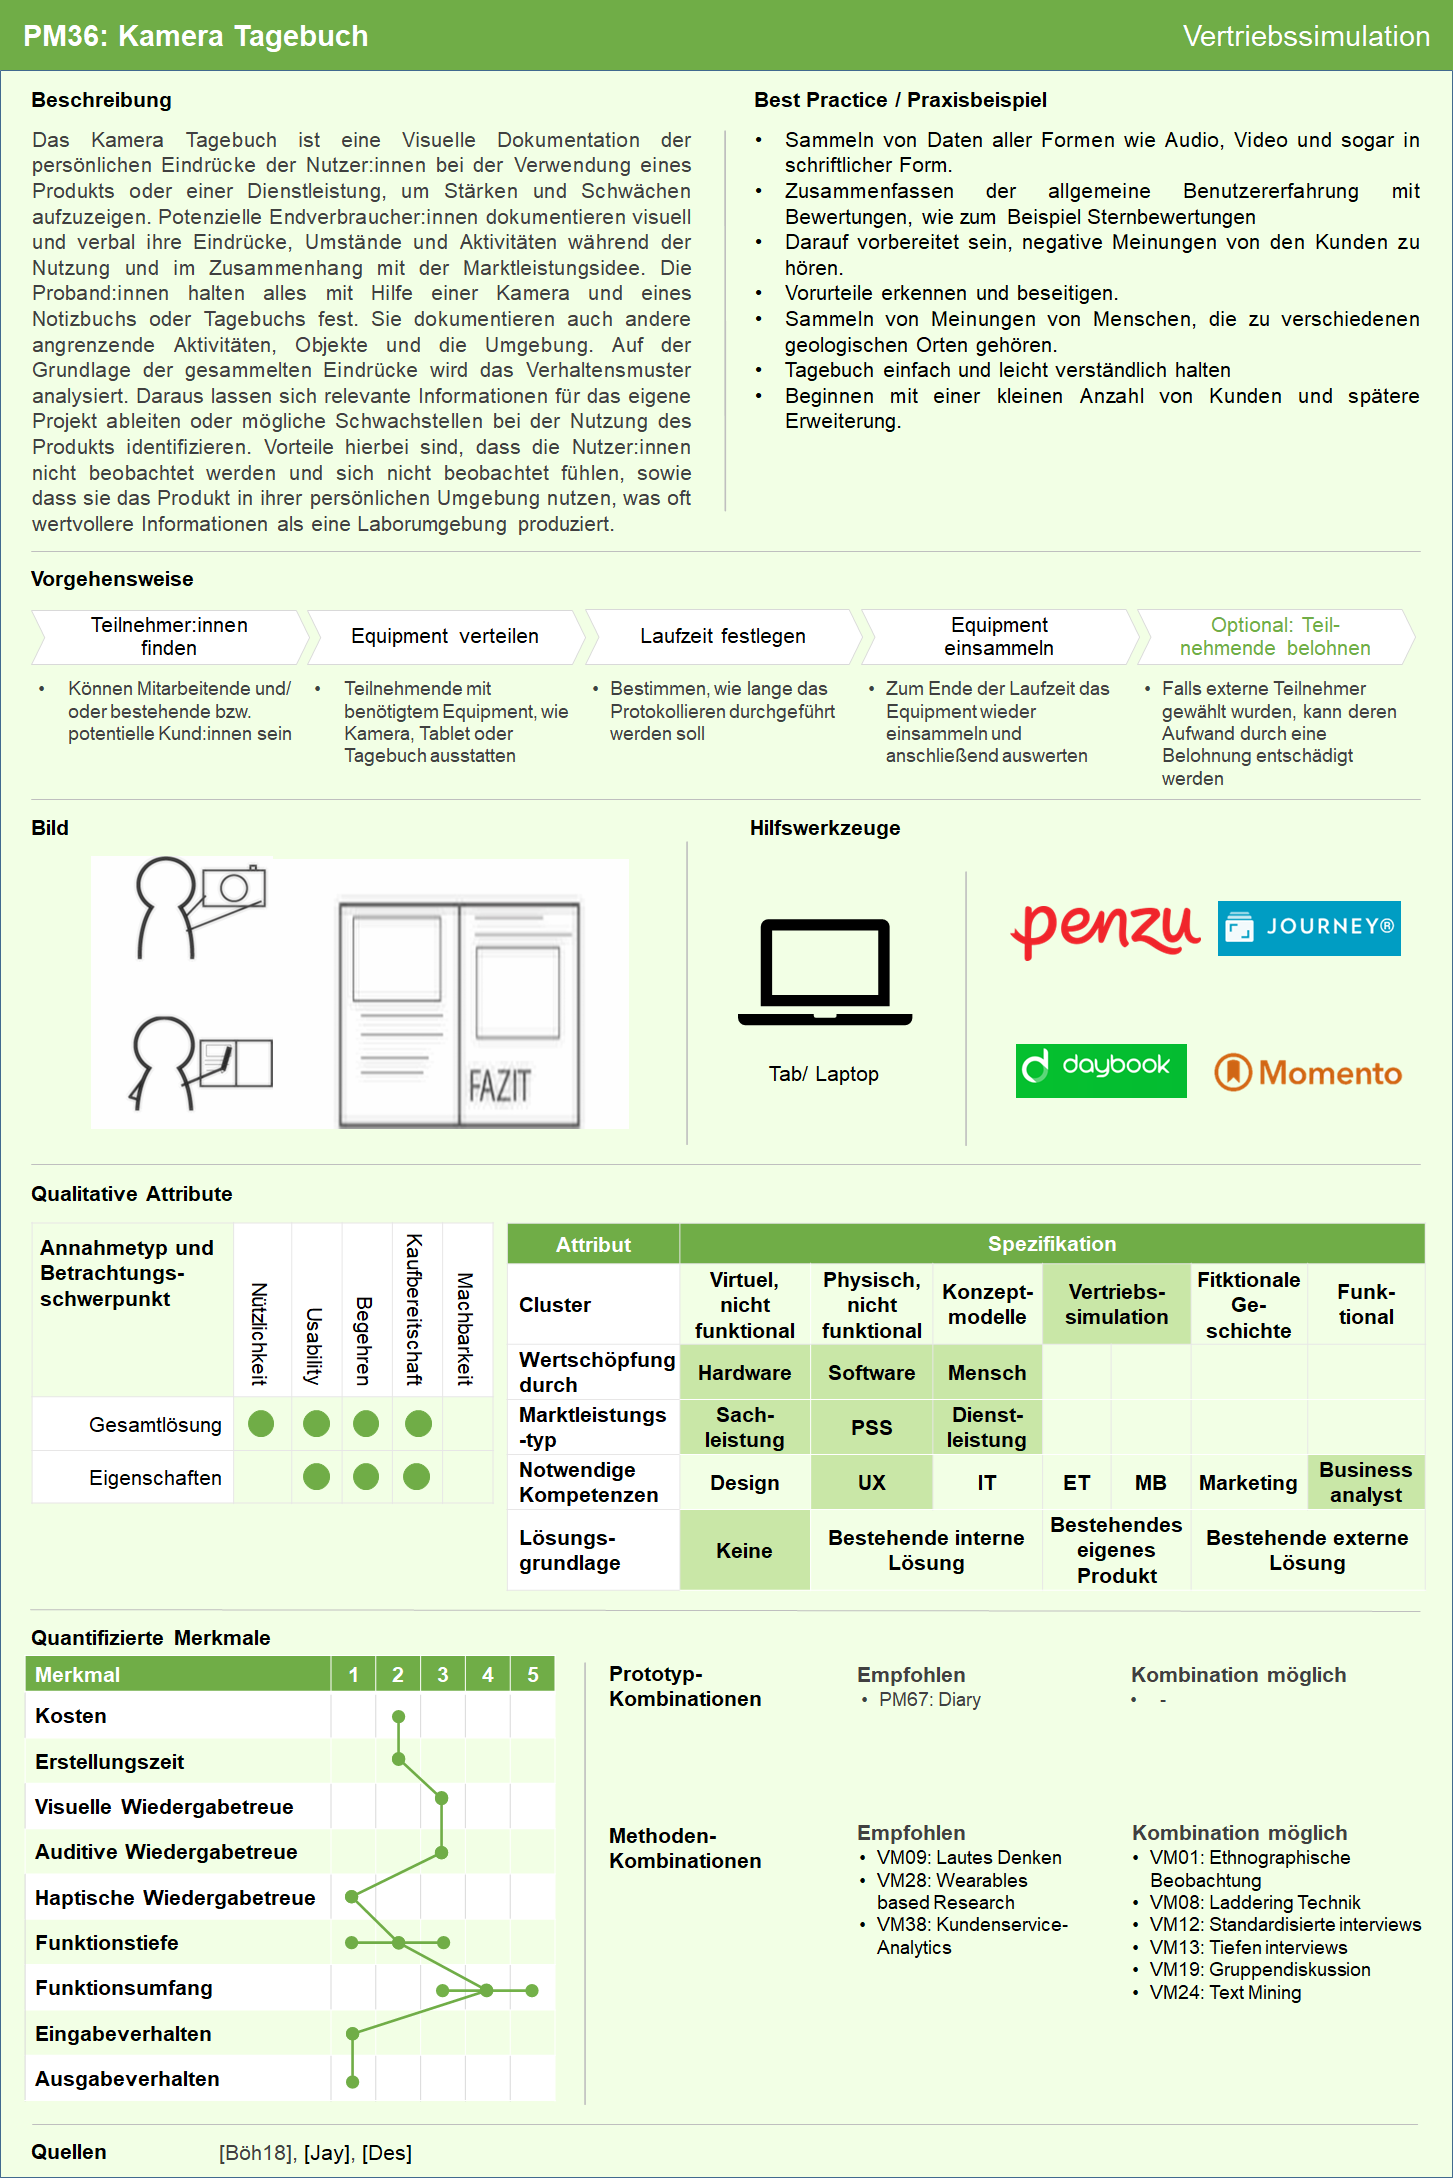 PM36: Kamera Tagebuch
Vertriebssimulation
Beschreibung
Das Kamera Tagebuch ist eine Visuelle Dokumentation der
persönlichen Eindrücke der Nutzer:innen bei der Verwendung eines
Produkts oder einer Dienstleistung, um Stärken und Schwächen
aufzuzeigen. Potenzielle Endverbraucher:innen dokumentieren visuell
und verbal ihre Eindrücke, Umstände und Aktivitäten während der
Nutzung und im Zusammenhang mit der Marktleistungsidee. Die
Proband:innen halten alles mit Hilfe einer Kamera und eines
Notizbuchs oder Tagebuchs fest. Sie dokumentieren auch andere
angrenzende Aktivitäten, Objekte und die Umgebung. Auf der
Grundlage der gesammelten Eindrücke wird das Verhaltensmuster
analysiert. Daraus lassen sich relevante Informationen für das eigene
Projekt ableiten oder mögliche Schwachstellen bei der Nutzung des
Produkts identifizieren. Vorteile hierbei sind, dass die Nutzer:innen
nicht beobachtet werden und sich nicht beobachtet fühlen, sowie
dass sie das Produkt in ihrer persönlichen Umgebung nutzen, was oft
wertvollere Informationen als eine Laborumgebung produziert.
Best Practice / Praxisbeispiel
• Sammeln von Daten aller Formen wie Audio, Video und sogar in
schriftlicher Form.
• Zusammenfassen der allgemeine Benutzererfahrung mit
Bewertungen, wie zum Beispiel Sternbewertungen
• Darauf vorbereitet sein, negative Meinungen von den Kunden zu
hören.
• Vorurteile erkennen und beseitigen.
• Sammeln von Meinungen von Menschen, die zu verschiedenen
geologischen Orten gehören.
• Tagebuch einfach und leicht verständlich halten
• Beginnen mit einer kleinen Anzahl von Kunden und spätere
Erweiterung.
Vorgehensweise
Teilnehmer:innen
finden
• Können Mitarbeitende und/
oder bestehende bzw.
potentielle Kund:innen sein
Equipment verteilen
• Teilnehmende mit
benötigtem Equipment, wie
Kamera, Tablet oder
Tagebuch ausstatten
Laufzeit festlegen
• Bestimmen, wie lange das
Protokollieren durchgeführt
werden soll
Equipment
einsammeln
• Zum Ende der Laufzeit das
Equipment wieder
einsammeln und
anschließend auswerten
Optional: Teil-
nehmende belohnen
• Falls externe Teilnehmer
gewählt wurden, kann deren
Aufwand durch eine
Belohnung entschädigt
werden
Bild
FAZIT
Hilfswerkzeuge
Tab/ Laptop
penzu
JOURNEY®
daybook
Momento
Qualitative Attribute
Annahmetyp und
Betrachtungs-
schwerpunkt
Nützlichkeit
Usability
Begehren
Kaufbereitschaft
Machbarkeit
Gesamtlösung
Eigenschaften
Attribut
Spezifikation
Cluster
Virtuel,
nicht
funktional
Physisch,
nicht
funktional
Konzept-
modelle
Vertriebs-
simulation
Fitktionale
Ge-
schichte
Funk-
tional
Wertschöpfung
durch
Hardware
Software
Mensch
Marktleistungs
-typ
Sach-
leistung
PSS
Dienst-
leistung
Notwendige
Kompetenzen
Design
UX
IT
ET
MB
Marketing
Business
analyst
Lösungs-
grundlage
Keine
Bestehende interne
Lösung
Bestehendes
eigenes
Produkt
Bestehende externe
Lösung
Quantifizierte Merkmale
Merkmal 1 2 3 4 5
Kosten
Erstellungszeit
Visuelle Wiedergabetreue
Auditive Wiedergabetreue
Haptische Wiedergabetreue
Funktionstiefe
Funktionsumfang
Eingabeverhalten
Ausgabeverhalten
Prototyp-
Kombinationen
Empfohlen
• PM67: Diary
Kombination möglich
• -
Methoden-
Kombinationen
Empfohlen
• VM09: Lautes Denken
• VM28: Wearables
based Research
• VM38: Kundenservice-
Analytics
Kombination möglich
• VM01: Ethnographische
Beobachtung
• VM08: Laddering Technik
• VM12: Standardisierte interviews
• VM13: Tiefen interviews
• VM19: Gruppendiskussion
• VM24: Text Mining
Quellen
[Böh18], [Jay], [Des]